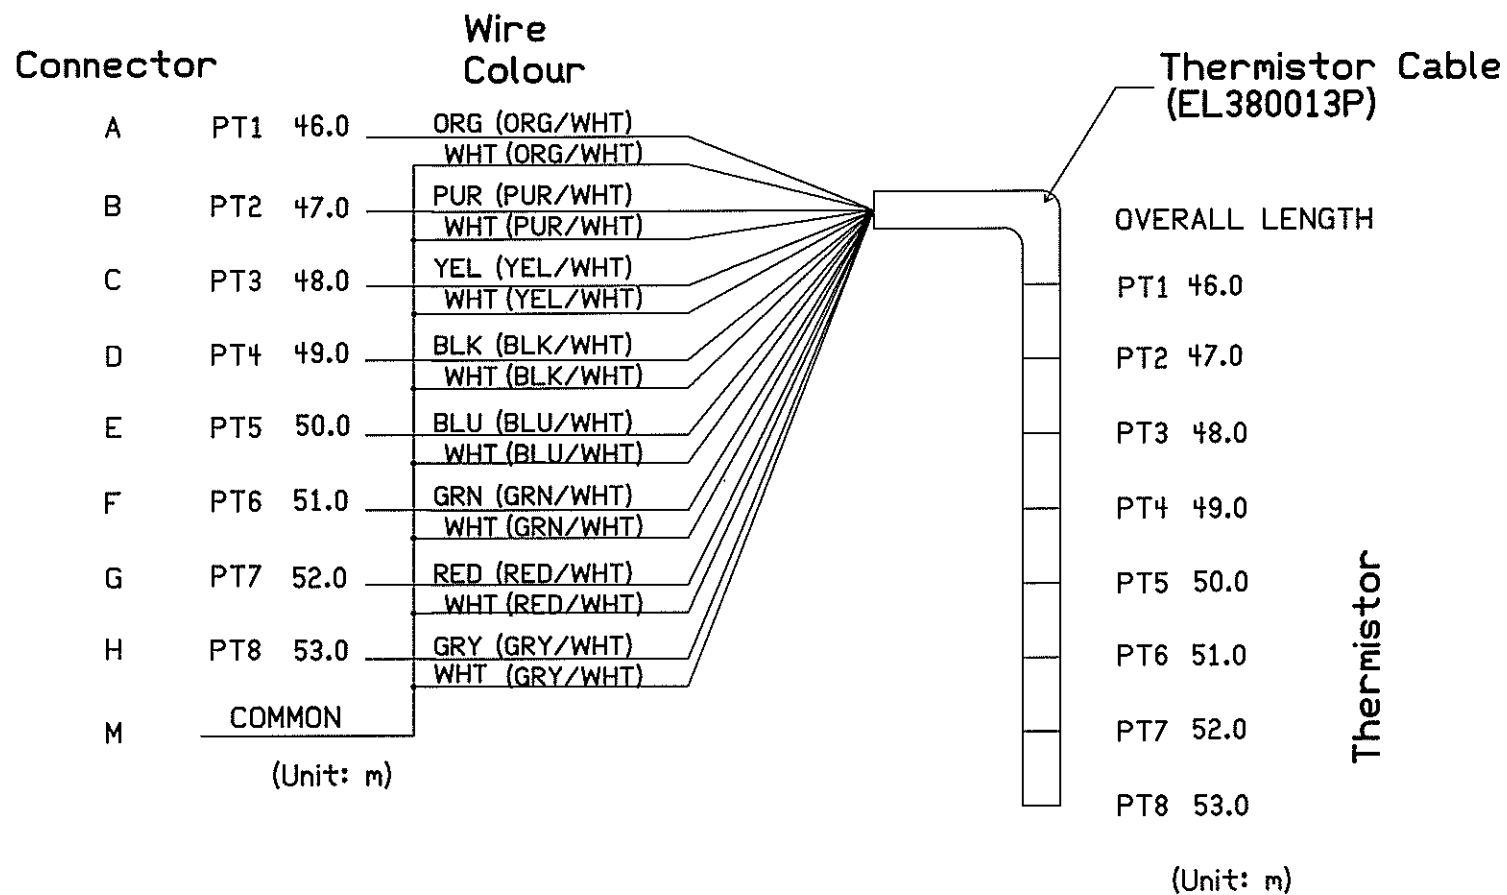 Connector
Wire
Colour
Thermistor Cable
(EL380013P)
A PT1 46.0 ORG (ORG/WHT)
WHT (ORG/WHT)
B PT2 47.0 PUR (PUR/WHT)
WHT (PUR/WHT)
C PT3 48.0 YEL (YEL/WHT)
WHT (YEL/WHT)
D PT4 49.0 BLK (BLK/WHT)
WHT (BLK/WHT)
E PT5 50.0 BLU (BLU/WHT)
WHT (BLU/WHT)
F PT6 51.0 GRN (GRN/WHT)
WHT (GRN/WHT)
G PT7 52.0 RED (RED/WHT)
WHT (RED/WHT)
H PT8 53.0 GRY (GRY/WHT)
WHT (GRY/WHT)
M COMMON
(Unit: m)
OVERALL LENGTH
PT1 46.0
PT2 47.0
PT3 48.0
PT4 49.0
PT5 50.0
PT6 51.0
PT7 52.0
PT8 53.0
Thermistor
(Unit: m)